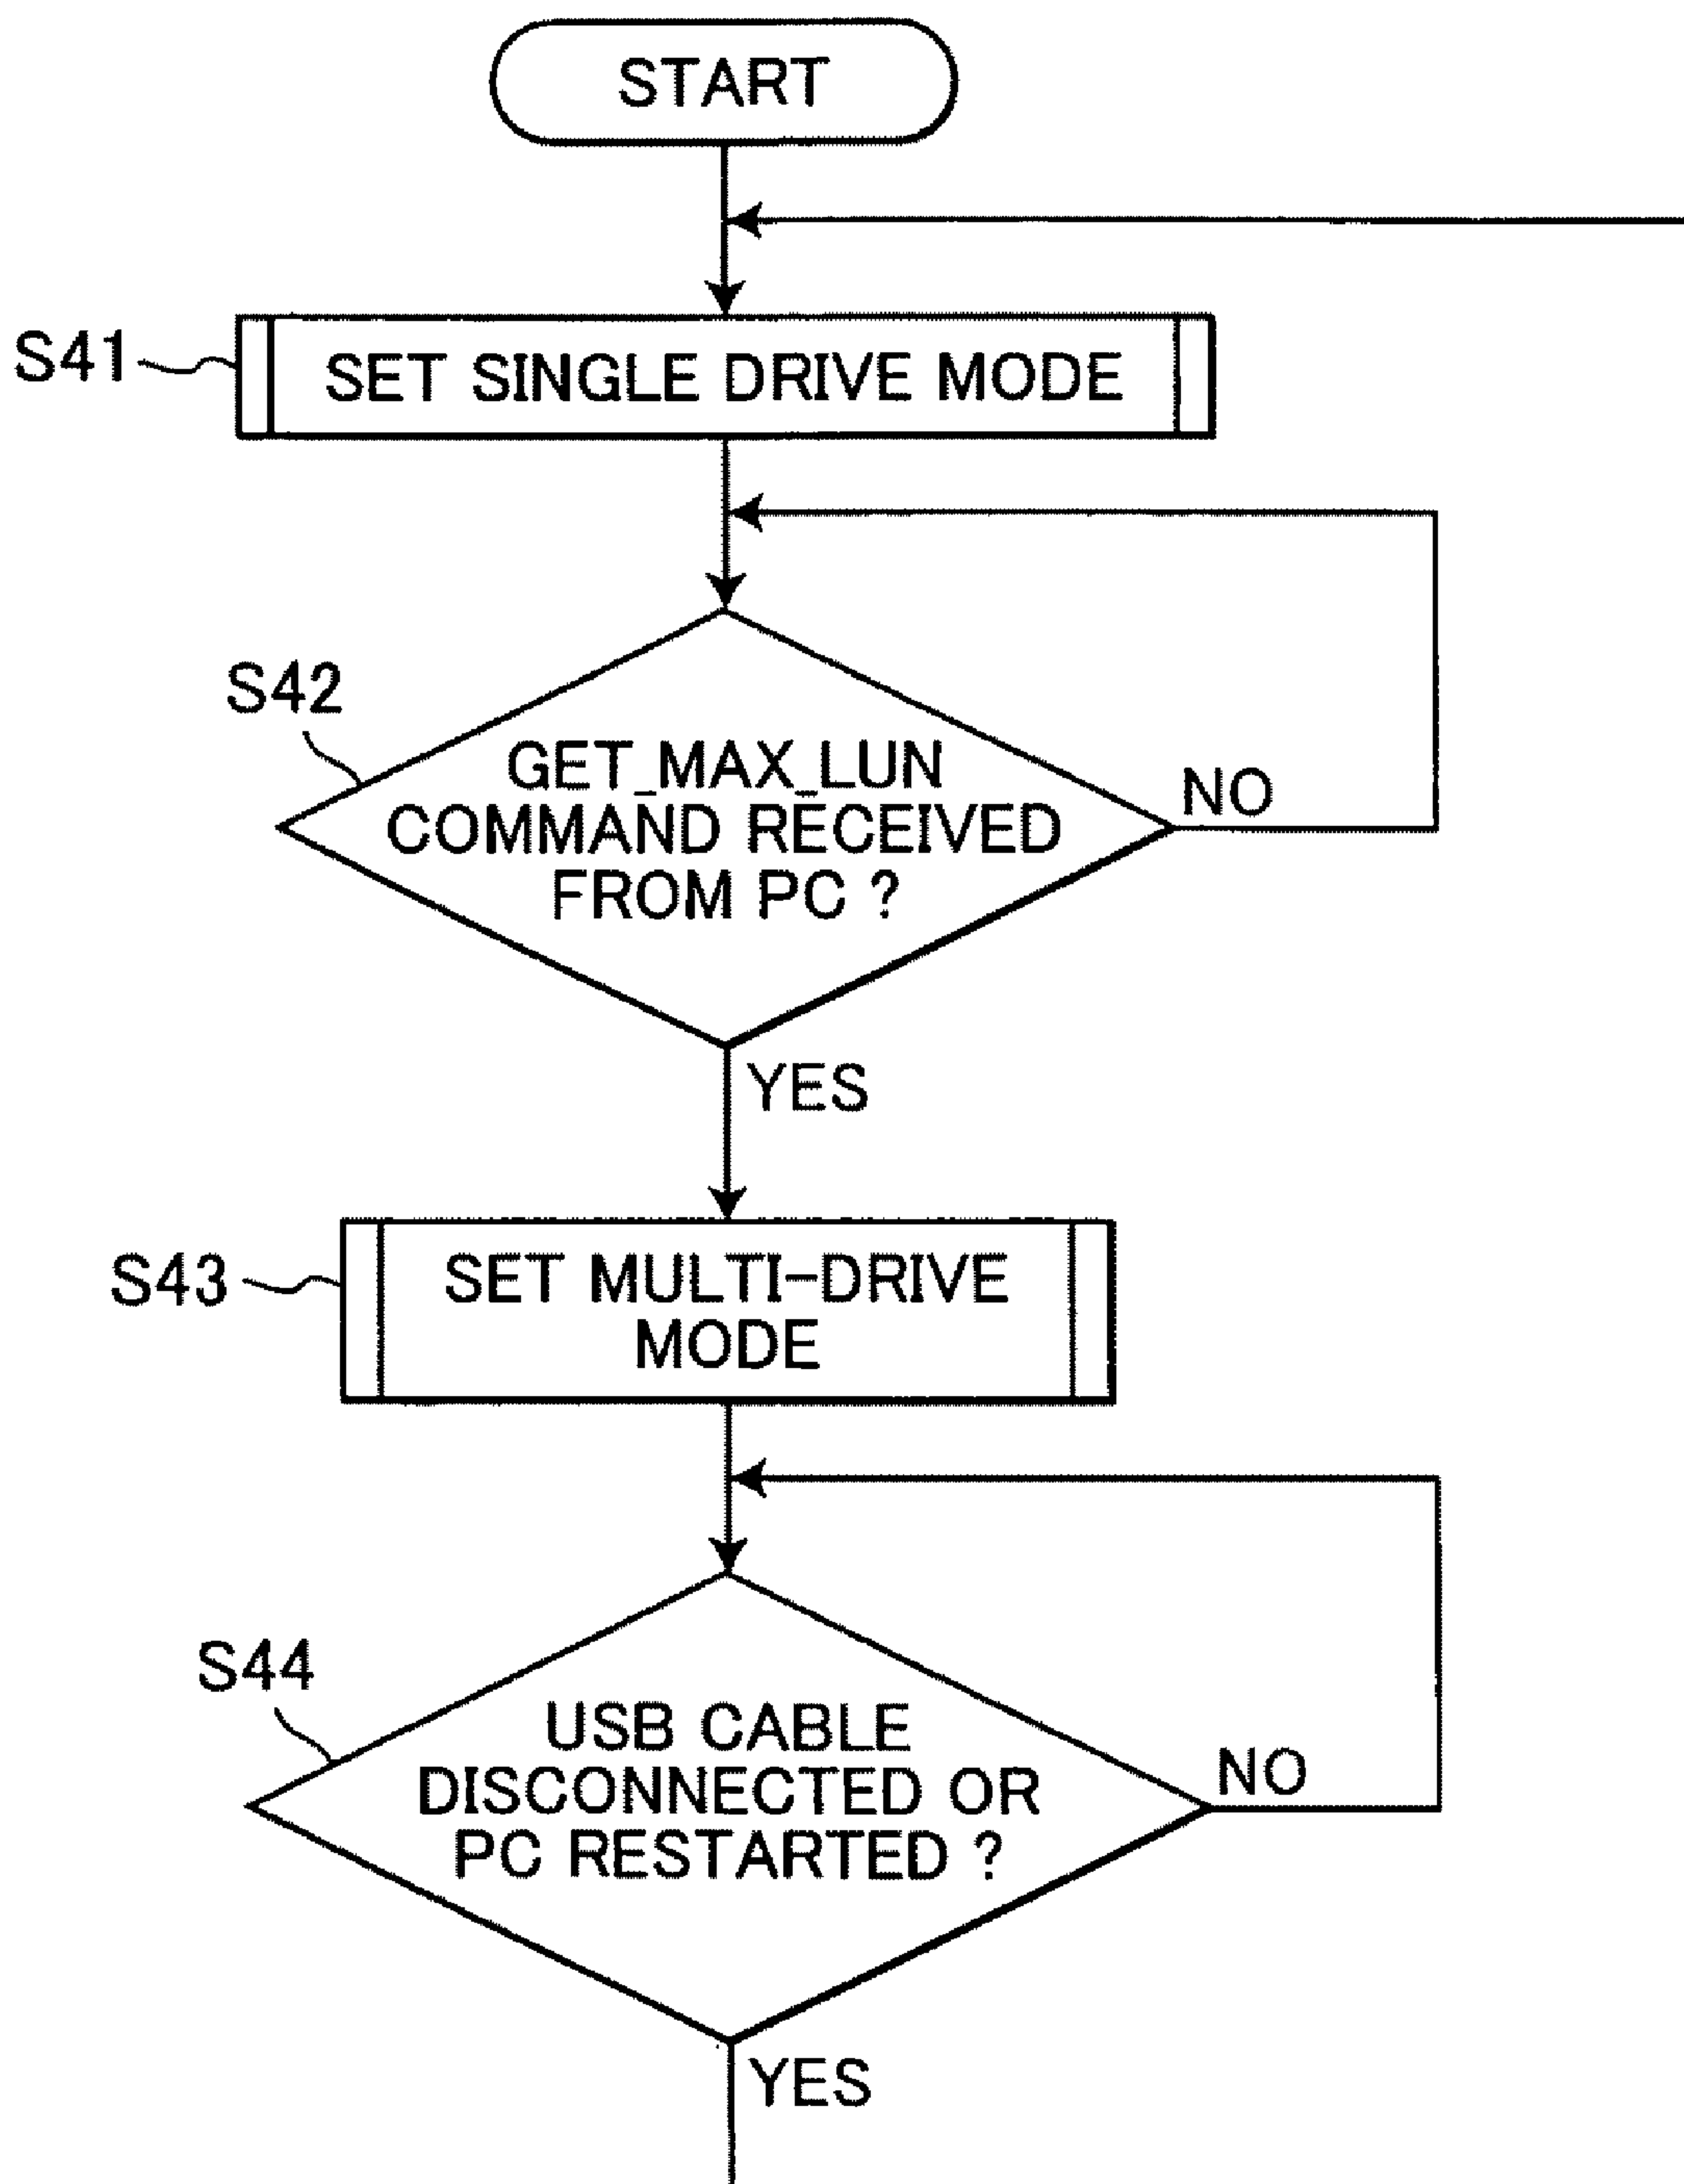 START
S41
SET SINGLE DRIVE MODE
S42
GET_MAX_LUN
COMMAND RECEIVED
FROM PC ?
NO
YES
S43
SET MULTI-DRIVE
MODE
S44
USB CABLE
DISCONNECTED OR
PC RESTARTED ?
NO
YES